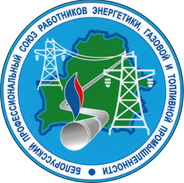 БЕЛОРУССКИЙ ПРОФЕССИОНАЛЬНЫЙ СОЮЗ РАБОТНИКОВ ЭНЕРГЕТИКИ, ГАЗОВОЙ И ТОПЛИВНОЙ ПРОМЫШЛЕННОСТИ